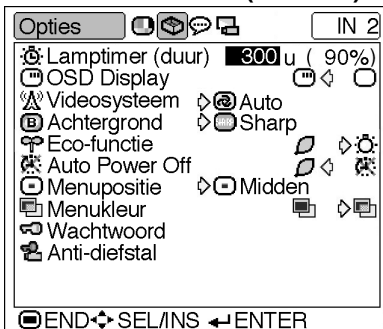 Opties IN 2
Lamptimer (duur) 300 u ( 90%)
OSD Display
Videosysteem Auto
Achtergrond Sharp
Eco-functie
Auto Power Off
Menupositie Midden
Menukleur
Wachtwoord
Anti-diefstal
END SEL/INS ENTER